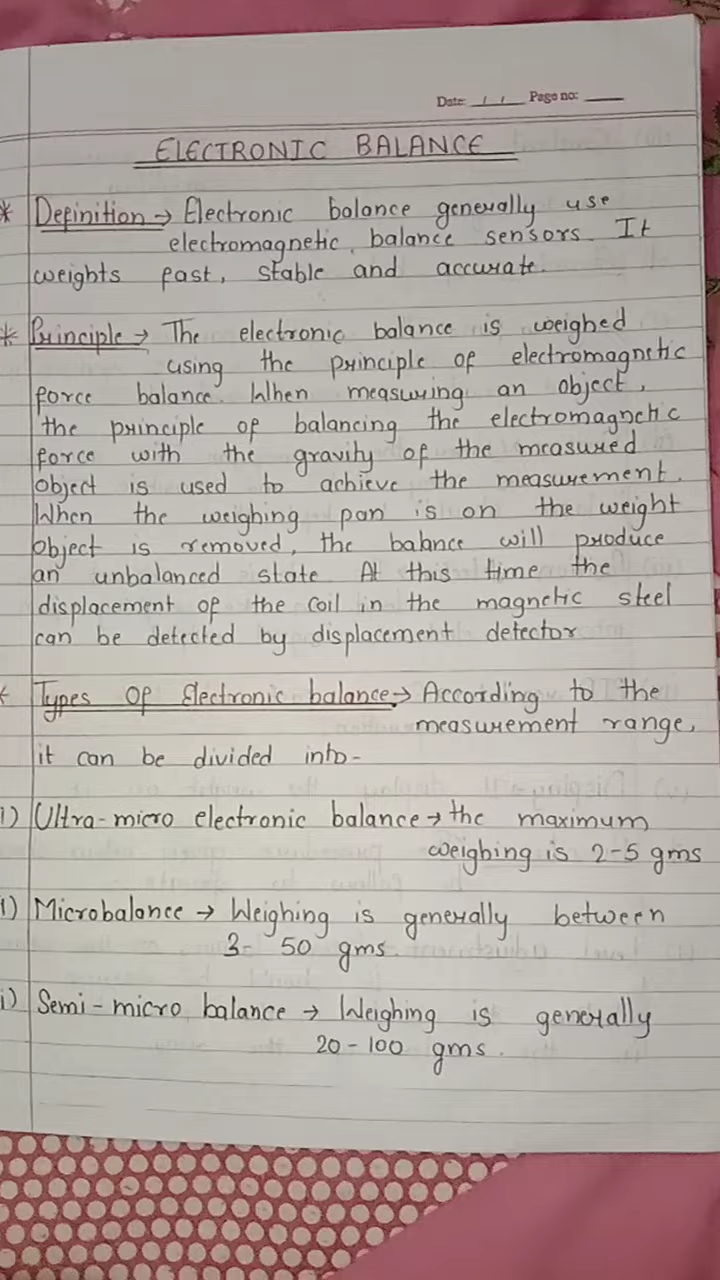 Date: _/_/_ Page no: ___
ELECTRONIC BALANCE
* Definition → Electronic balance generally use
electromagnetic balance sensors. It
weights fast, stable and accurate.
* Principle → The electronic balance is weighed
using the principle of electromagnetic
force balance. When measuring an object,
the principle of balancing the electromagnetic
force with the gravity of the measured
object is used to achieve the measurement.
When the weighing pan is on the weight
object is removed, the balance will produce
an unbalanced state At this time the
displacement of the coil in the magnetic steel
can be detected by displacement detector
* Types Of Electronic balance → According to the
measurement range,
it can be divided into-
i) Ultra-micro electronic balance → the maximum
weighing is 2-5 gms
i) Microbalance → Weighing is generally between
3- 50 gms.
i) Semi-micro balance → Weighing is generally
20-100 gms.